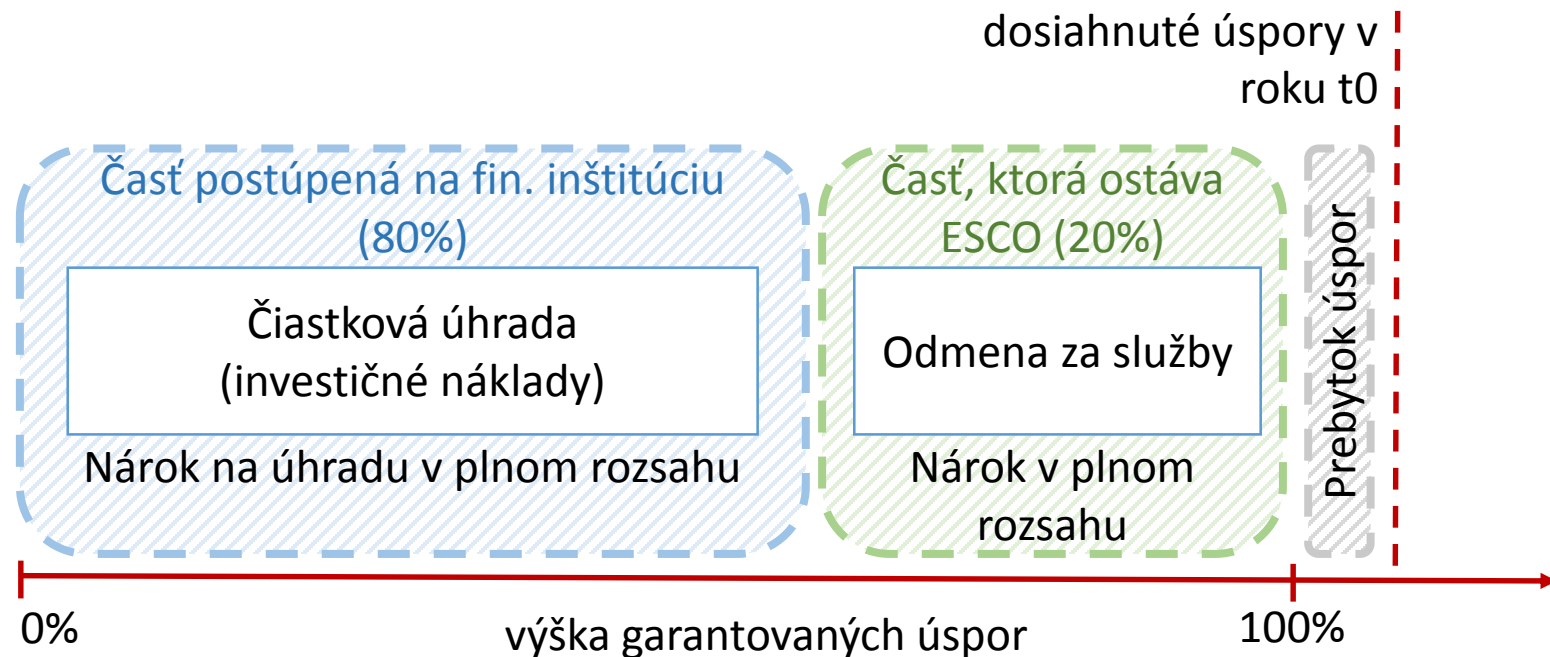 dosiahnuté úspory v
roku t0
Časť postúpená na fin. inštitúciu
(80%)
Čiastková úhrada
(investičné náklady)
Nárok na úhradu v plnom rozsahu
Časť, ktorá ostáva
ESCO (20%)
Odmena za služby
Nárok v plnom
rozsahu
Prebytok úspor
0%
výška garantovaných úspor
100%